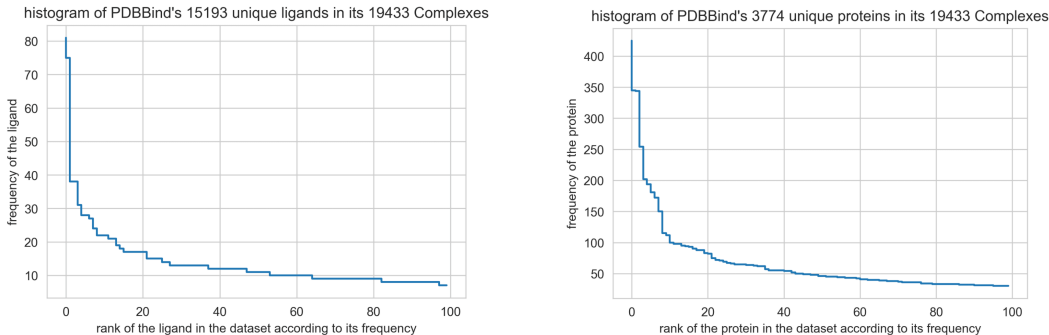 histogram of PDBBind's 15193 unique ligands in its 19433 Complexes
80
70
60
50
40
30
20
10
frequency of the ligand
0 20 40 60 80 100
rank of the ligand in the dataset according to its frequency
histogram of PDBBind's 3774 unique proteins in its 19433 Complexes
400
350
300
250
200
150
100
50
frequency of the protein
0 20 40 60 80 100
rank of the protein in the dataset according to its frequency